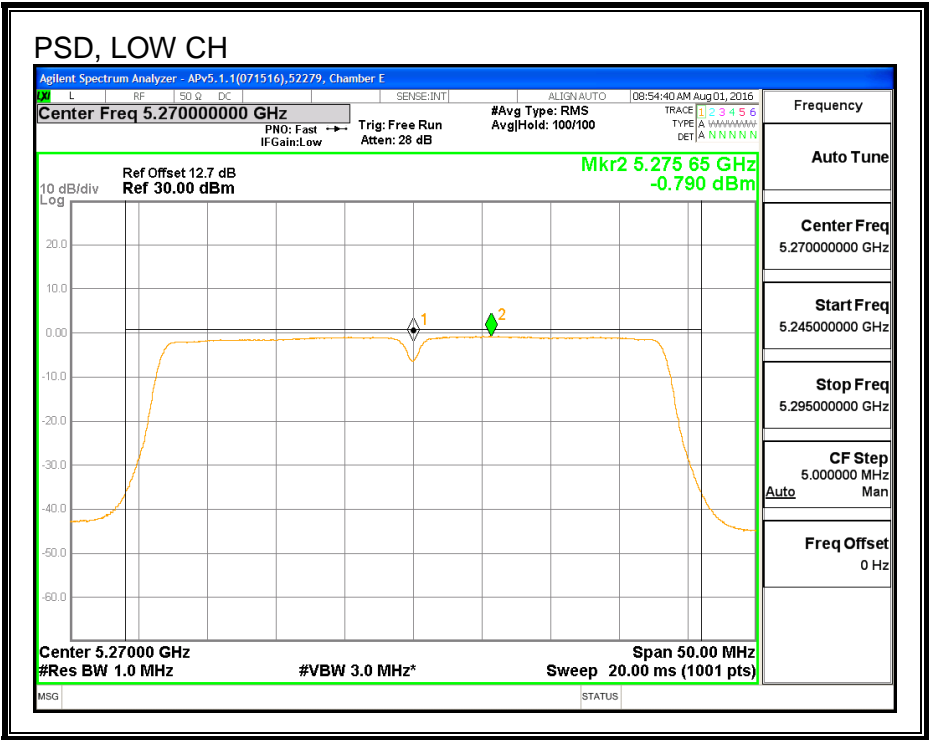 PSD, LOW CH
Agilent Spectrum Analyzer - APv5.1.1(071516),52279, Chamber E
LXI L RF 50 Ω DC SENSE:INT ALIGN AUTO 08:54:40 AM Aug 01, 2016
Center Freq 5.270000000 GHz
PNO: Fast
IFGain:Low
Trig: Free Run
Atten: 28 dB
#Avg Type: RMS
Avg|Hold: 100/100
TRACE 1 2 3 4 5 6
TYPE A WWWWW
DET A N N N N N
Mkr2 5.275 65 GHz
-0.790 dBm
Ref Offset 12.7 dB
10 dB/div Ref 30.00 dBm
Log
20.0
10.0
0.00
-10.0
-20.0
-30.0
-40.0
-50.0
-60.0
1
2
Center 5.27000 GHz Span 50.00 MHz
#Res BW 1.0 MHz #VBW 3.0 MHz* Sweep 20.00 ms (1001 pts)
MSG STATUS
Frequency
Auto Tune
Center Freq
5.270000000 GHz
Start Freq
5.245000000 GHz
Stop Freq
5.295000000 GHz
CF Step
5.000000 MHz
Auto Man
Freq Offset
0 Hz